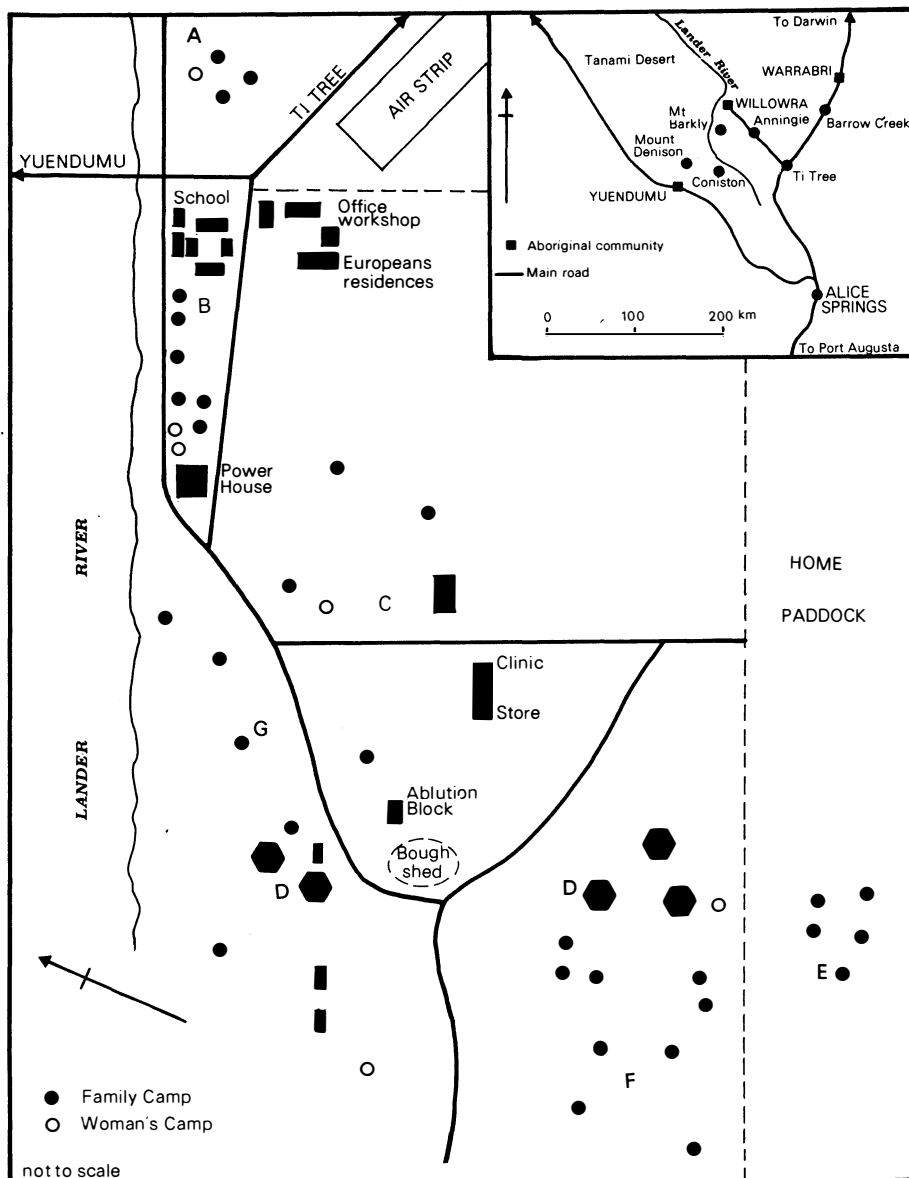 A
TI TREE
AIR STRIP
YUENDUMU
School
Office
workshop
Europeans
residences
B
Power
House
RIVER
LANDER
C
HOME
PADDOCK
Clinic
Store
G
Ablution
Block
Bough
shed
D
D
E
F
Family Camp
Woman's Camp
not to scale
To Darwin
Lander River
Tanami Desert
WARRABRI
WILLOWRA
Anningie
Mt
Barkly
Barrow Creek
Mount
Denison
Ti Tree
Coniston
YUENDUMU
Aboriginal community
Main road
ALICE
SPRINGS
0 100 200 km
To Port Augusta